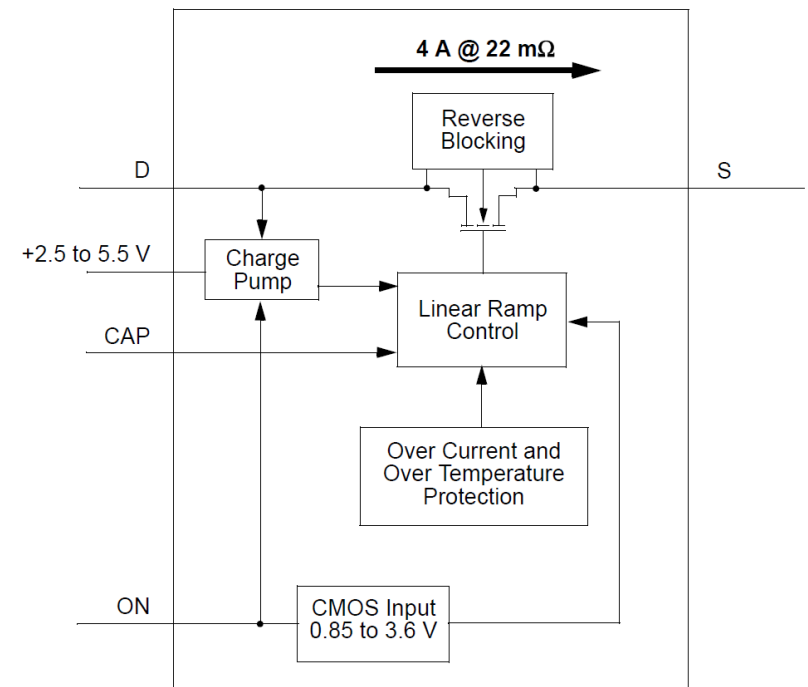 4 A @ 22 mΩ
Reverse
Blocking
D
S
+2.5 to 5.5 V
Charge
Pump
Linear Ramp
Control
CAP
Over Current and
Over Temperature
Protection
ON
CMOS Input
0.85 to 3.6 V